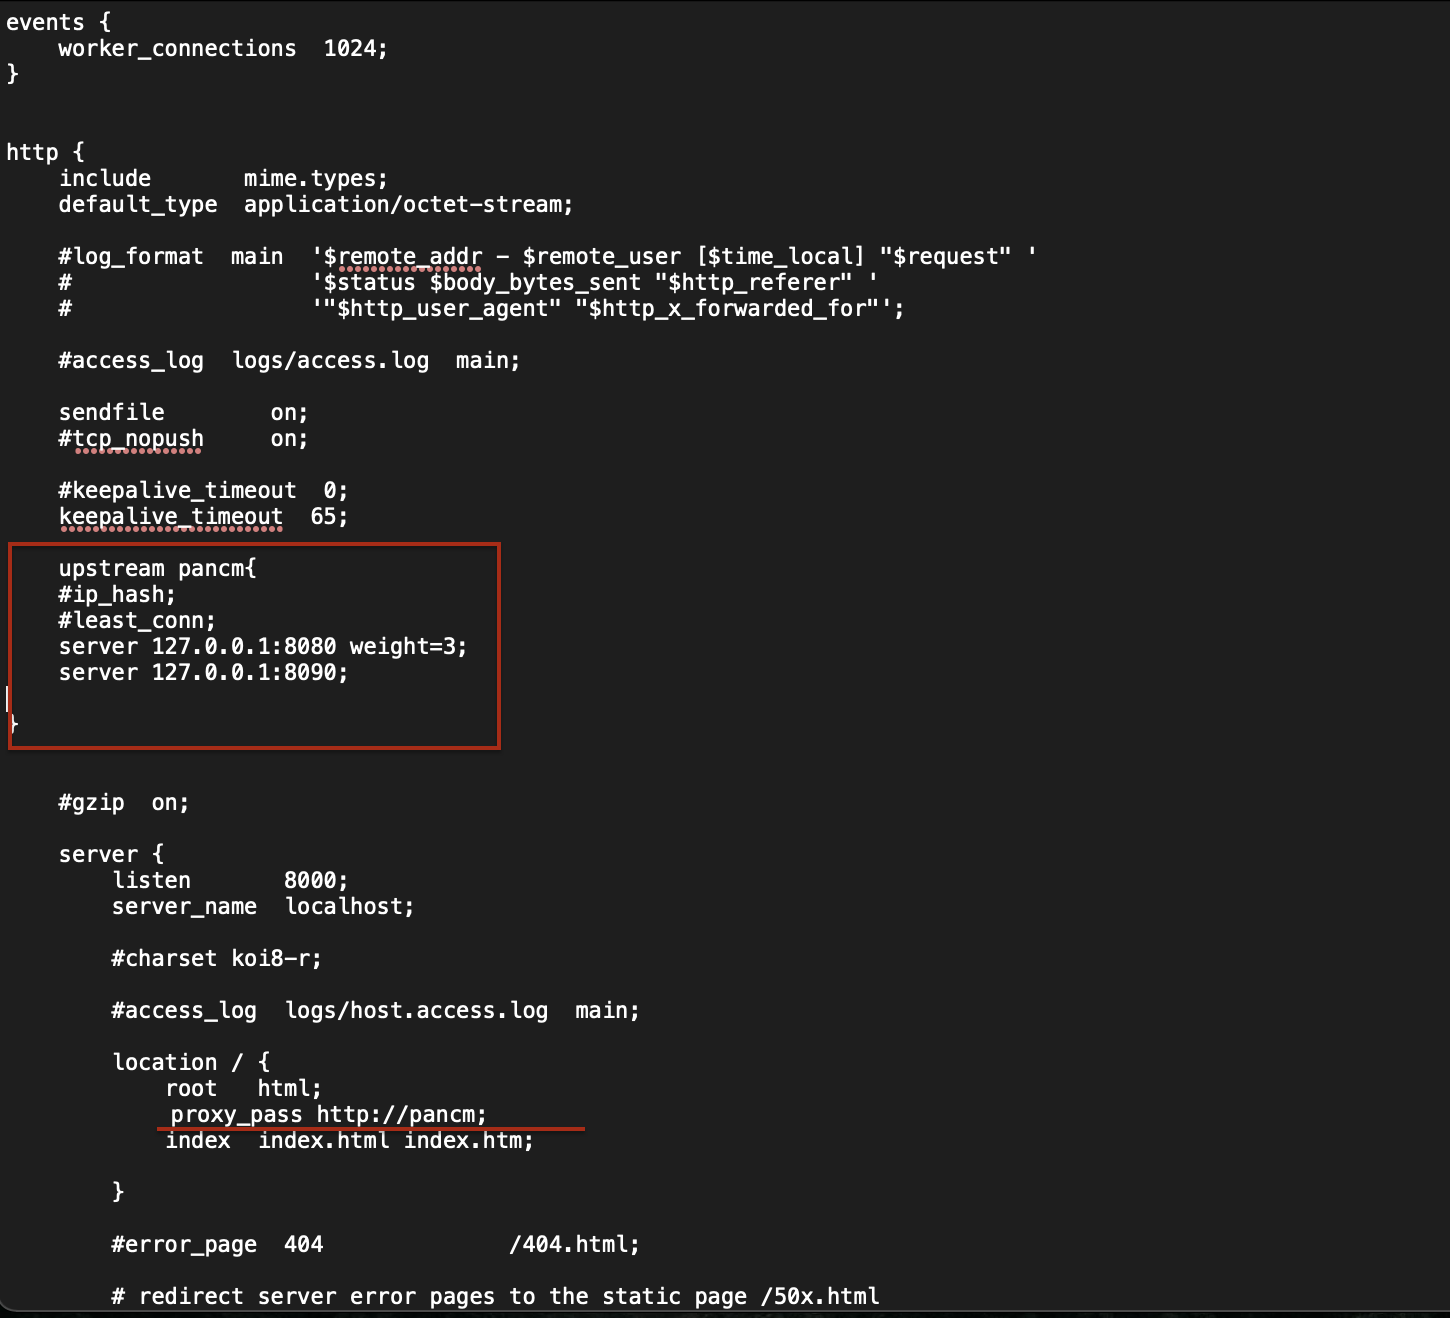 events {
    worker_connections  1024;
}
http {
    include       mime.types;
    default_type  application/octet-stream;
    #log_format  main  '$remote_addr - $remote_user [$time_local] "$request" '
    #                  '$status $body_bytes_sent "$http_referer" '
    #                  '"$http_user_agent" "$http_x_forwarded_for"';
    #access_log  logs/access.log  main;
    sendfile        on;
    #tcp_nopush     on;
    #keepalive_timeout  0;
    keepalive_timeout  65;
    upstream pancm{
    #ip_hash;
    #least_conn;
    server 127.0.0.1:8080 weight=3;
    server 127.0.0.1:8090;
}
    #gzip  on;
    server {
        listen       8000;
        server_name  localhost;
        #charset koi8-r;
        #access_log  logs/host.access.log  main;
        location / {
            root   html;
            proxy_pass http://pancm;
            index  index.html index.htm;
        }
        #error_page  404              /404.html;
        # redirect server error pages to the static page /50x.html